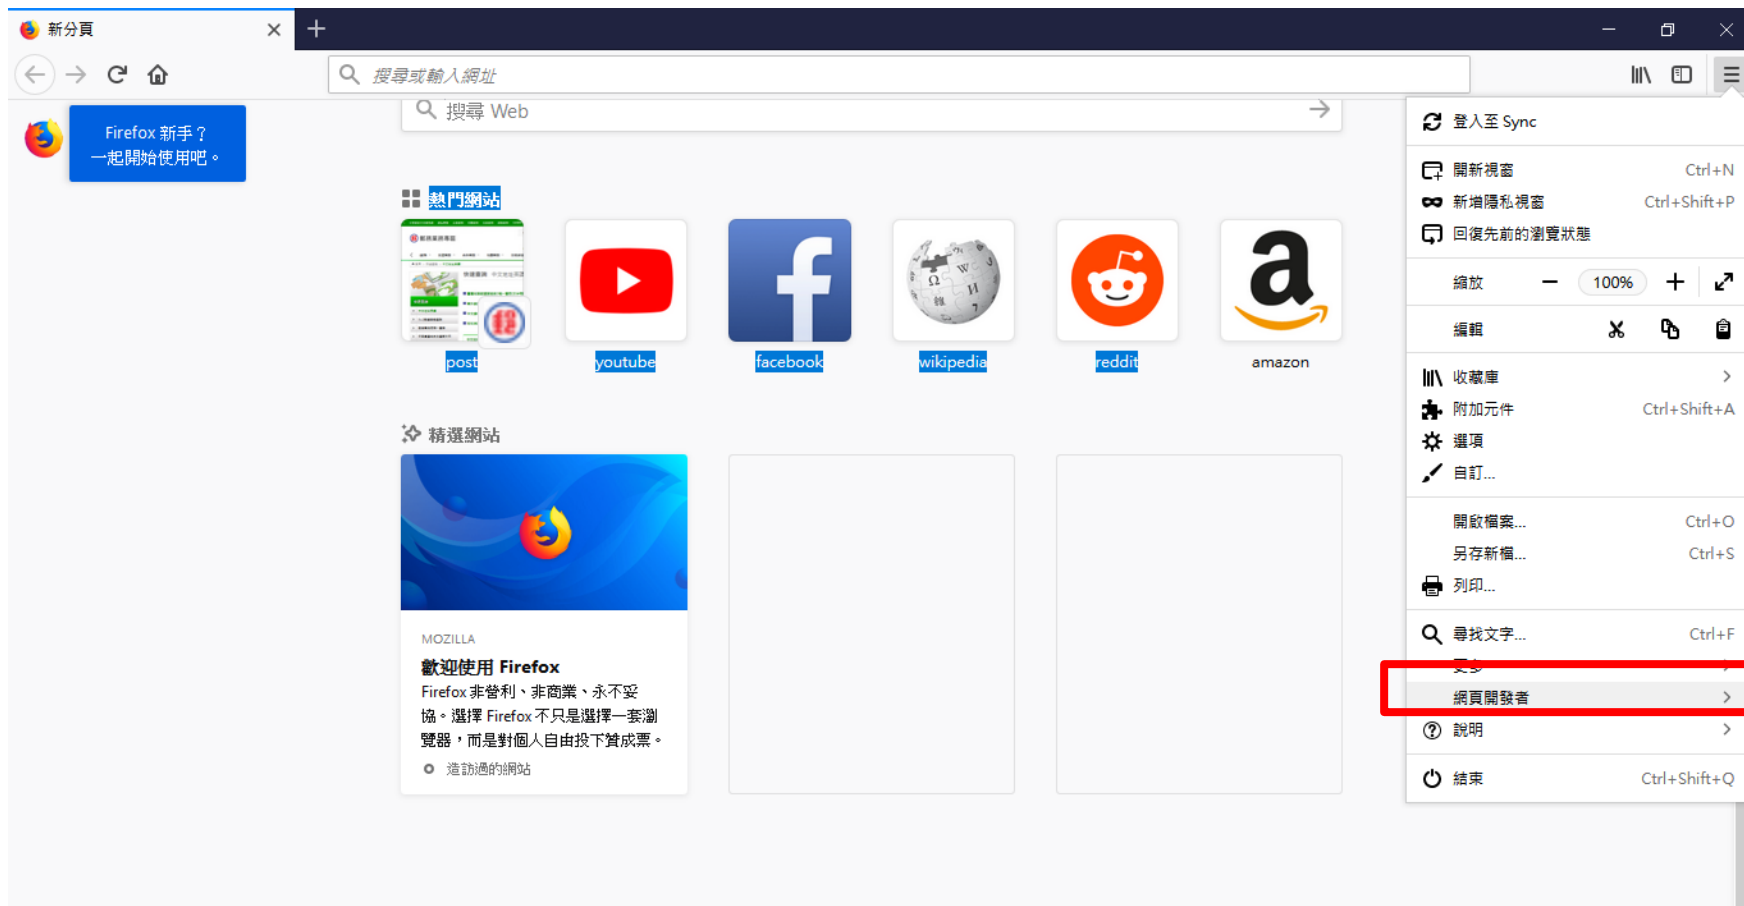 新分頁
搜尋或輸入網址
Firefox 新手？
一起開始使用吧。
搜尋 Web
熱門網站
post
youtube
facebook
wikipedia
reddit
amazon
精選網站
MOZILLA
歡迎使用 Firefox
Firefox 非營利、非商業、永不妥
協。選擇 Firefox 不只是選擇一套瀏
覽器，而是對個人自由投下贊成票。
造訪過的網站
登入至 Sync
開新視窗 Ctrl+N
新增隱私視窗 Ctrl+Shift+P
回復先前的瀏覽狀態
縮放 100%
編輯
收藏庫
附加元件 Ctrl+Shift+A
選項
自訂...
開啟檔案... Ctrl+O
另存新檔... Ctrl+S
列印...
尋找文字... Ctrl+F
更多
網頁開發者
說明
結束 Ctrl+Shift+Q